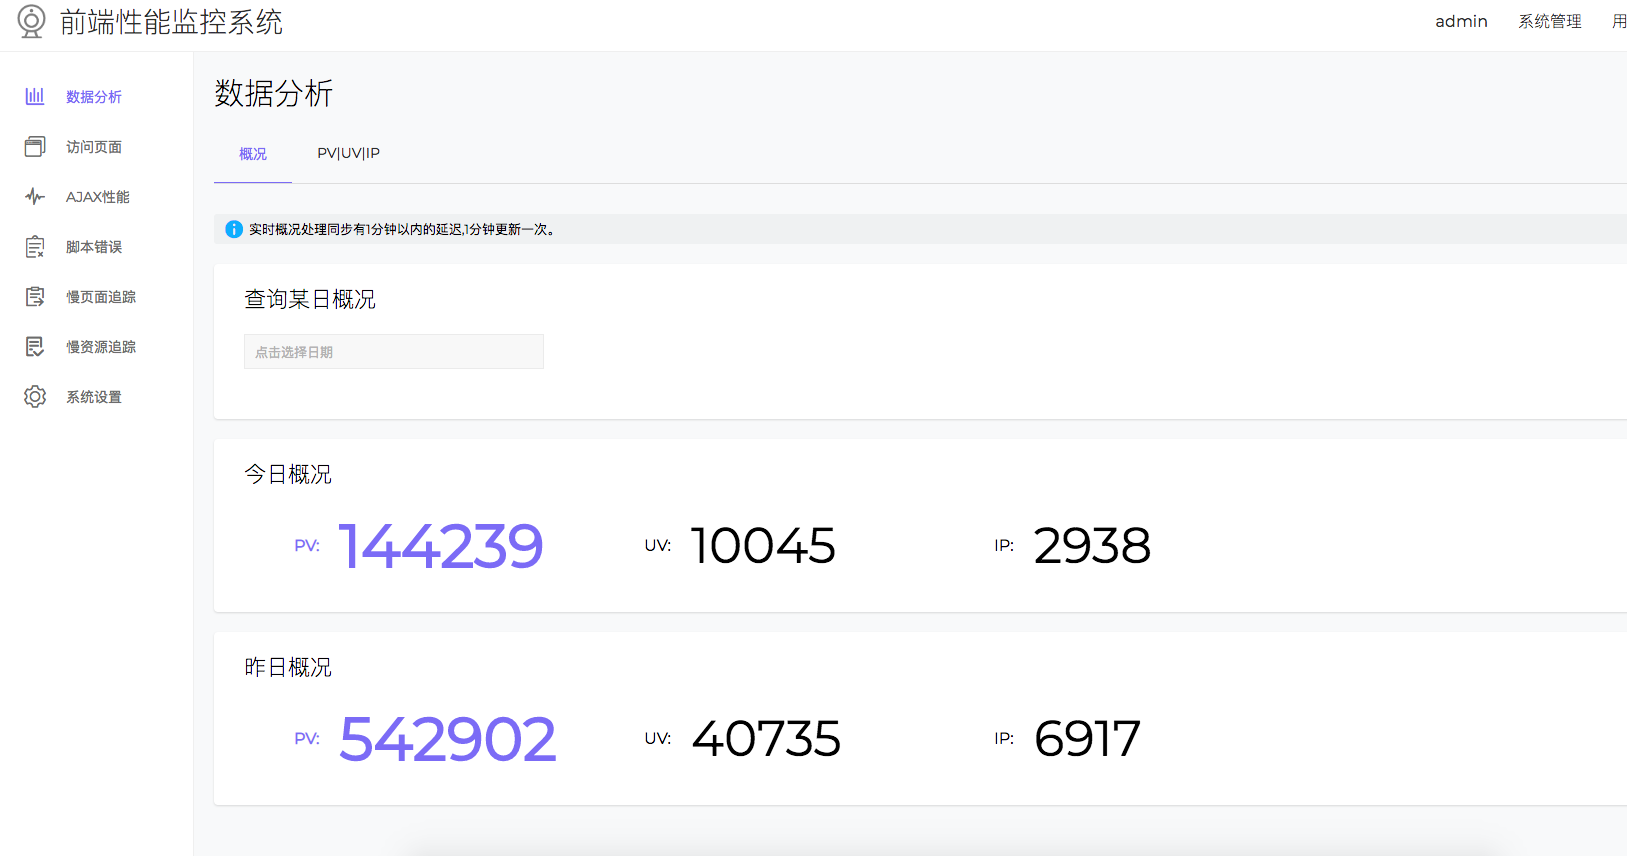 前端性能监控系统
admin 系统管理 用
数据分析
访问页面
AJAX性能
脚本错误
慢页面追踪
慢资源追踪
系统设置
数据分析
概况 PV|UV|IP
实时概况处理同步有1分钟以内的延迟,1分钟更新一次。
查询某日概况
点击选择日期
今日概况
PV: 144239 UV: 10045 IP: 2938
昨日概况
PV: 542902 UV: 40735 IP: 6917